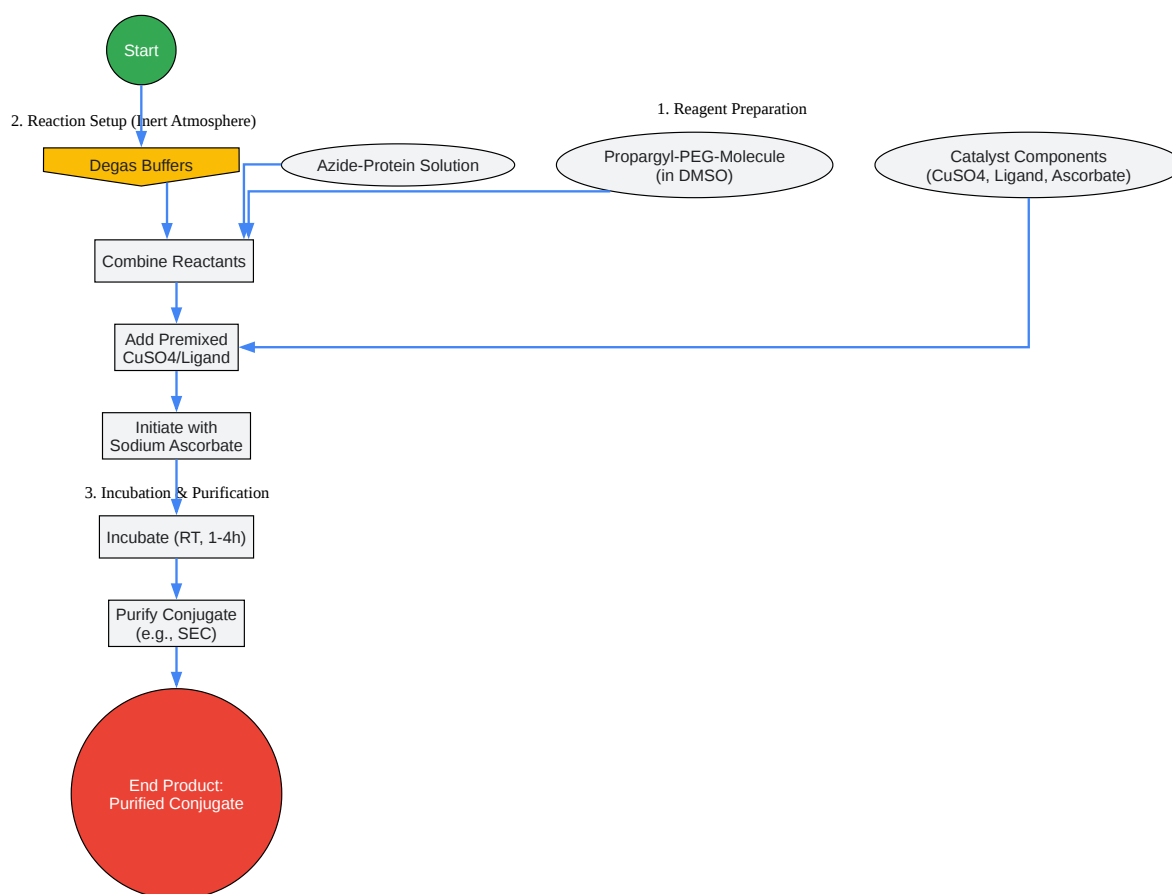 Start
2. Reaction Setup (Inert Atmosphere)
1. Reagent Preparation
Degas Buffers
Azide-Protein Solution
Propargyl-PEG-Molecule
(in DMSO)
Catalyst Components
(CuSO4, Ligand, Ascorbate)
Combine Reactants
Add Premixed
CuSO4/Ligand
Initiate with
Sodium Ascorbate
3. Incubation & Purification
Incubate (RT, 1-4h)
Purify Conjugate
(e.g., SEC)
End Product:
Purified Conjugate